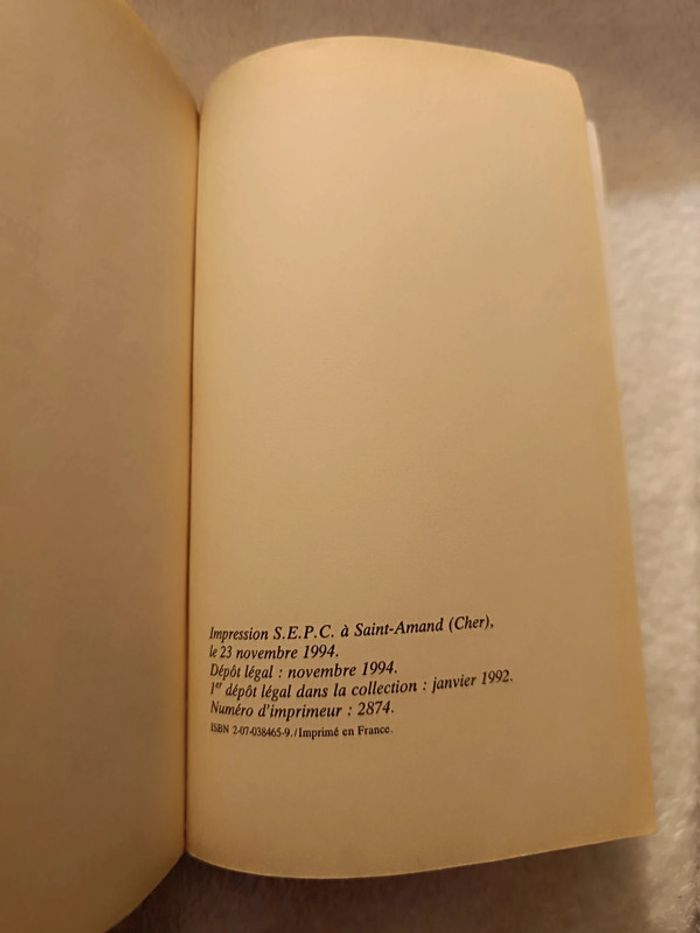 Impression S.E.P.C. à Saint-Amand (Cher),
le 23 novembre 1994.
Dépôt légal : novembre 1994.
1er dépôt légal dans la collection : janvier 1992.
Numéro d'imprimeur : 2874.
ISBN 2-07-038465-9./Imprimé en France.